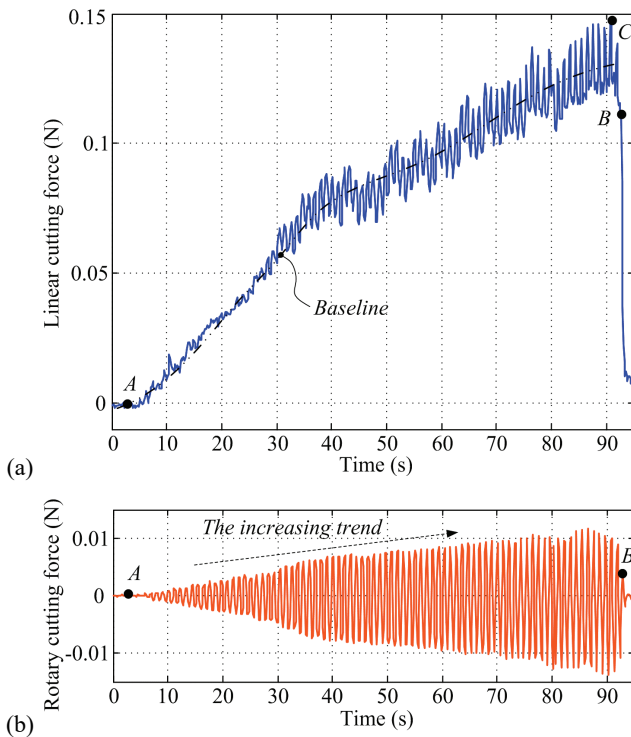 0.15
C
0.1
B
Linear cutting force (N)
0.05
Baseline
A
0
0 10 20 30 40 50 60 70 80 90
Time (s)
(a)
The increasing trend
0.01
A
B
0
Rotary cutting force (N)
-0.01
0 10 20 30 40 50 60 70 80 90
Time (s)
(b)